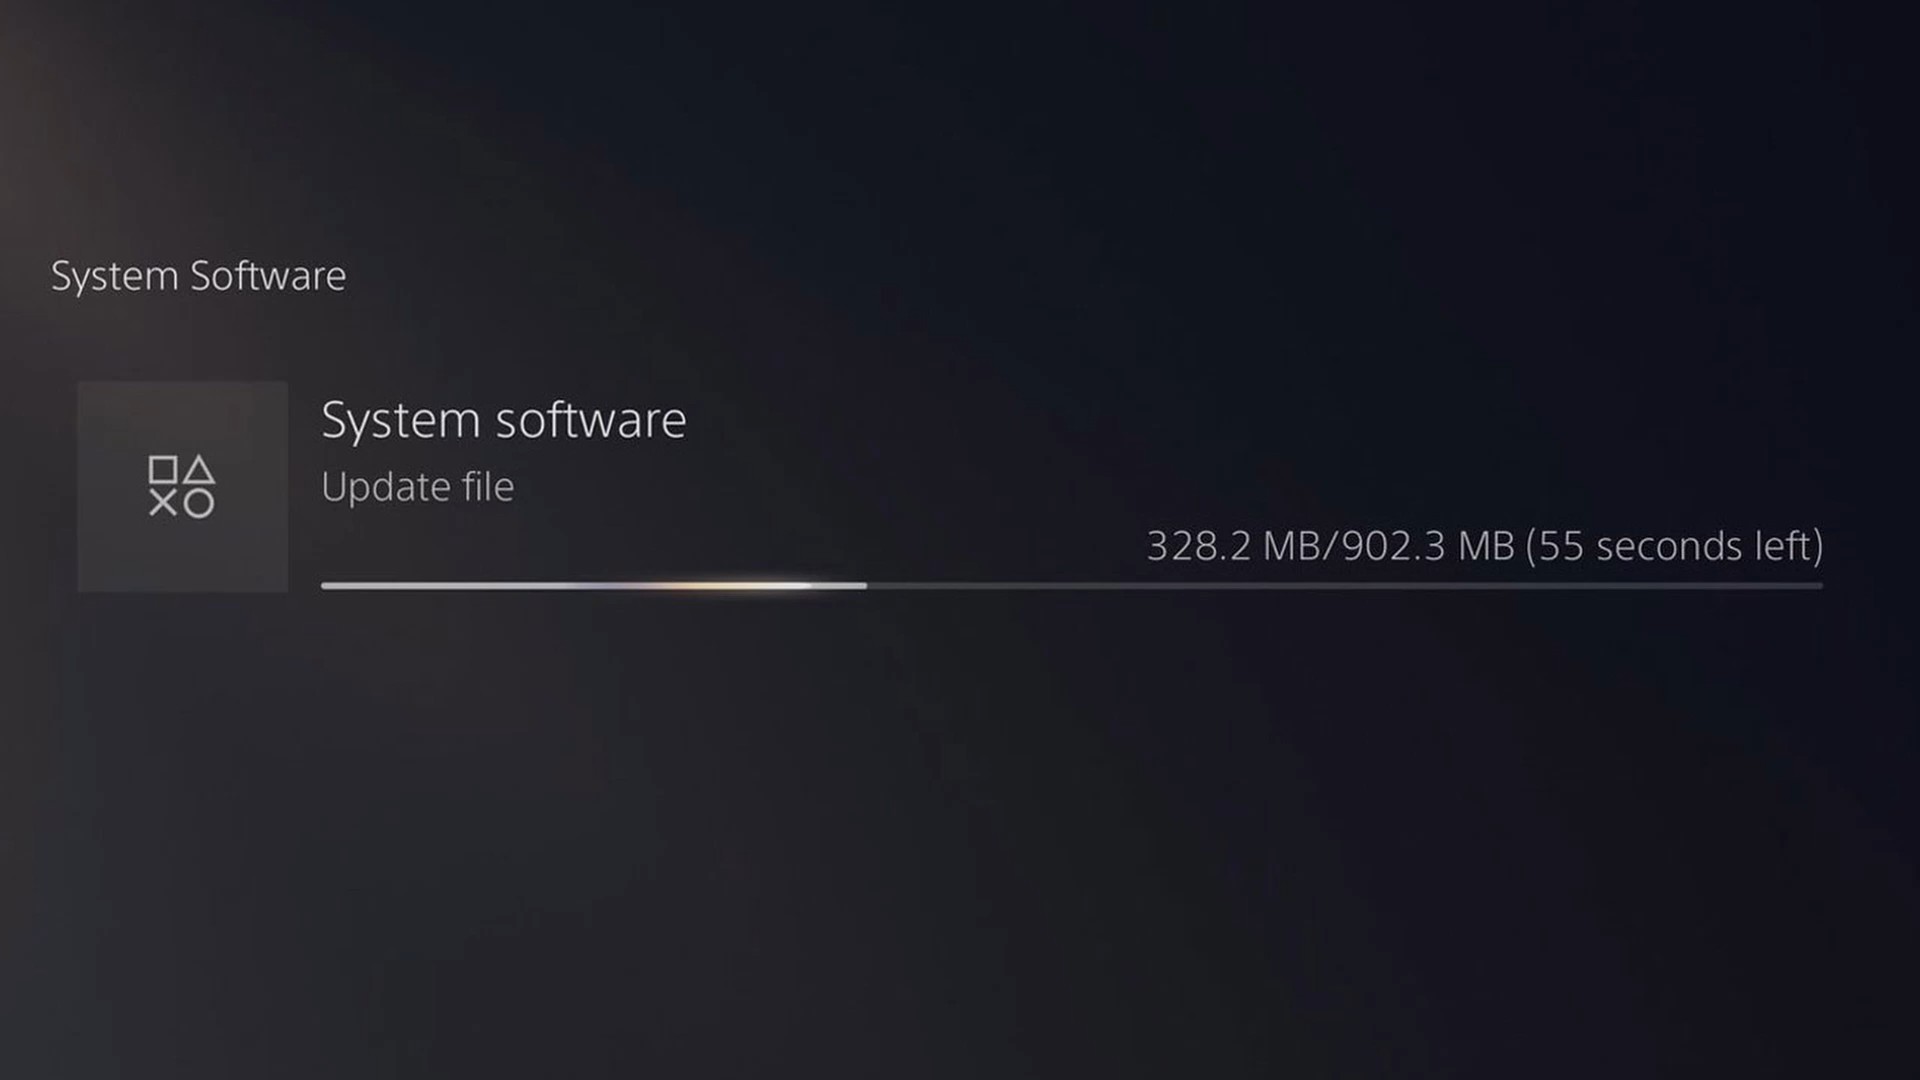 System Software
System software
Update file
328.2 MB/902.3 MB (55 seconds left)